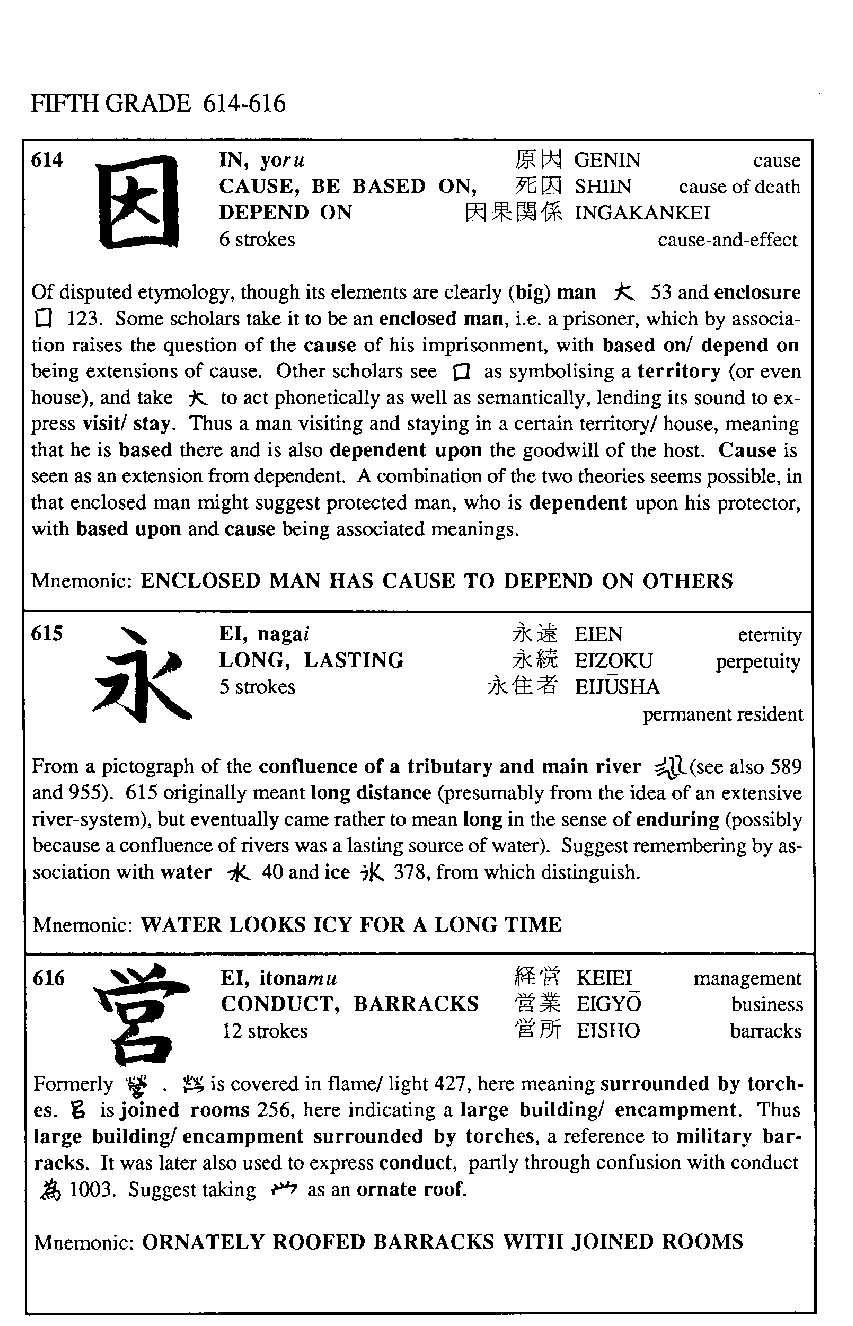 FIFTH GRADE 614-616
614 因 IN, yoru 原因 GENIN cause
CAUSE, BE BASED ON, 死因 SHIIN cause of death
DEPEND ON 因果関係 INGAKANKEI
6 strokes cause-and-effect
Of disputed etymology, though its elements are clearly (big) man 大 53 and enclosure
囗 123. Some scholars take it to be an enclosed man, i.e. a prisoner, which by associa-
tion raises the question of the cause of his imprisonment, with based on/ depend on
being extensions of cause. Other scholars see 囗 as symbolising a territory (or even
house), and take 大 to act phonetically as well as semantically, lending its sound to ex-
press visit/ stay. Thus a man visiting and staying in a certain territory/ house, meaning
that he is based there and is also dependent upon the goodwill of the host. Cause is
seen as an extension from dependent. A combination of the two theories seems possible, in
that enclosed man might suggest protected man, who is dependent upon his protector,
with based upon and cause being associated meanings.
Mnemonic: ENCLOSED MAN HAS CAUSE TO DEPEND ON OTHERS
615 永 EI, nagai 永遠 EIEN eternity
LONG, LASTING 永続 EIZOKU perpetuity
5 strokes 永住者 EIJŪSHA
permanent resident
From a pictograph of the confluence of a tributary and main river (see also 589
and 955). 615 originally meant long distance (presumably from the idea of an extensive
river-system), but eventually came rather to mean long in the sense of enduring (possibly
because a confluence of rivers was a lasting source of water). Suggest remembering by as-
sociation with water 水 40 and ice 氷 378, from which distinguish.
Mnemonic: WATER LOOKS ICY FOR A LONG TIME
616 営 EI, itonamu 経営 KEIEI management
CONDUCT, BARRACKS 営業 EIGYŌ business
12 strokes 営所 EISHO barracks
Formerly 營 . is covered in flame/ light 427, here meaning surrounded by torch-
es. 呂 is joined rooms 256, here indicating a large building/ encampment. Thus
large building/ encampment surrounded by torches, a reference to military bar-
racks. It was later also used to express conduct, partly through confusion with conduct
為 1003. Suggest taking as an ornate roof.
Mnemonic: ORNATELY ROOFED BARRACKS WITH JOINED ROOMS